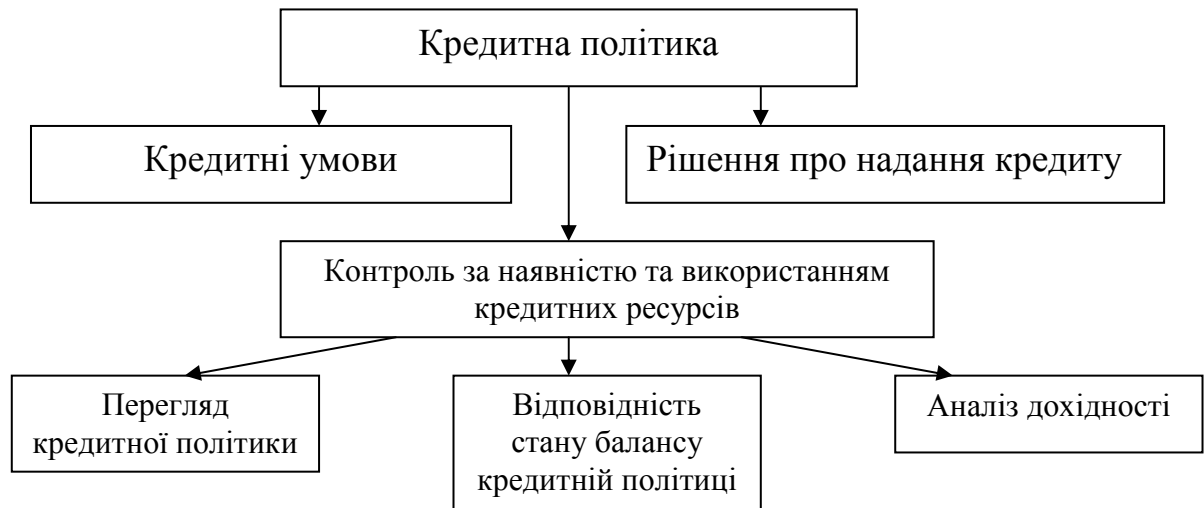 Кредитна політика
Кредитні умови
Рішення про надання кредиту
Контроль за наявністю та використанням
кредитних ресурсів
Перегляд
кредитної політики
Відповідність
стану балансу
кредитній політиці
Аналіз дохідності